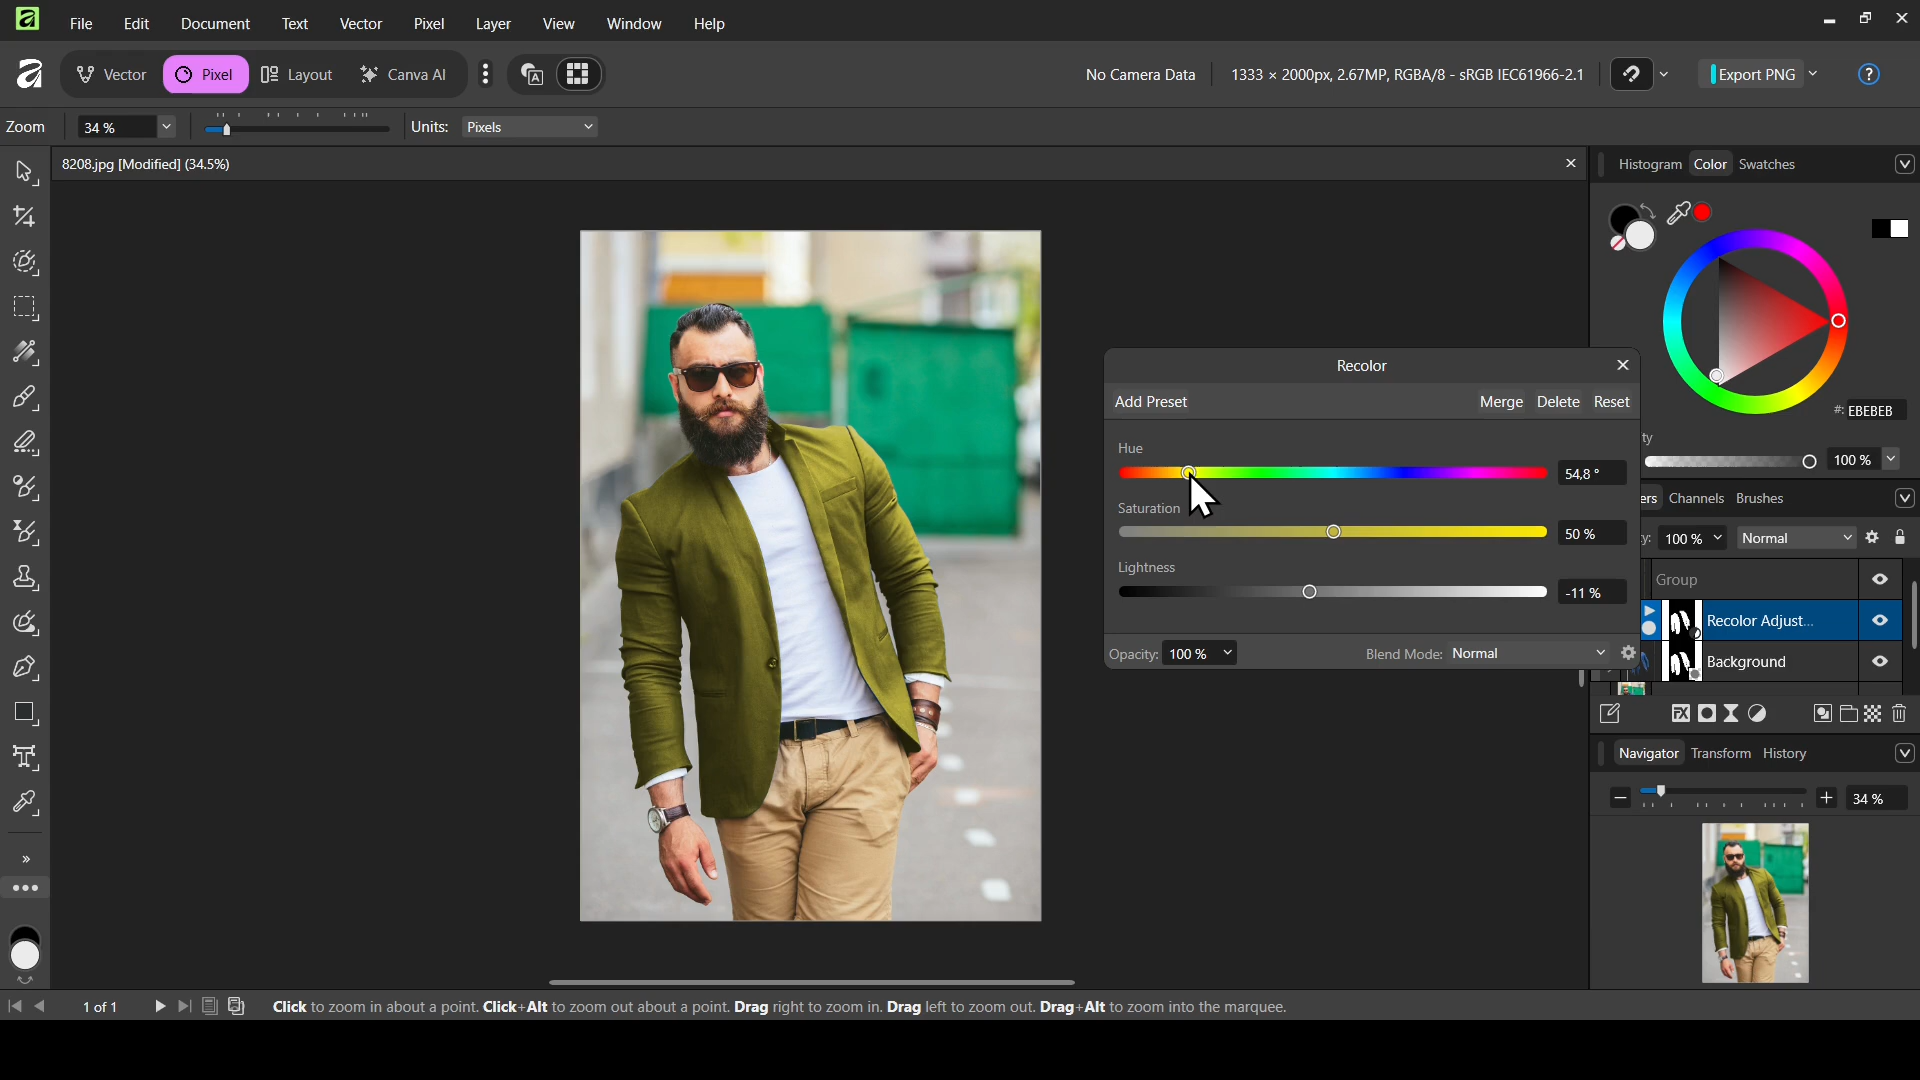 File Edit Document Text Vector Pixel Layer View Window Help
Vector Pixel Layout Canva AI No Camera Data 1333 × 2000px, 2.67MP, RGBA/8 - sRGB IEC61966-2.1 Export PNG ?
Zoom 34 % Units: Pixels
8208.jpg [Modified] (34.5%)
Histogram Color Swatches
#: EBEBEB
ty
100 %
Recolor
Add Preset Merge Delete Reset
Hue
54,8 °
Saturation
50 %
Lightness
-11 %
Opacity: 100 % Blend Mode: Normal
ers Channels Brushes
y: 100 % Normal
Group
Recolor Adjust...
Background
FX
Navigator Transform History
34 %
1 of 1 Click to zoom in about a point. Click+Alt to zoom out about a point. Drag right to zoom in. Drag left to zoom out. Drag+Alt to zoom into the marquee.